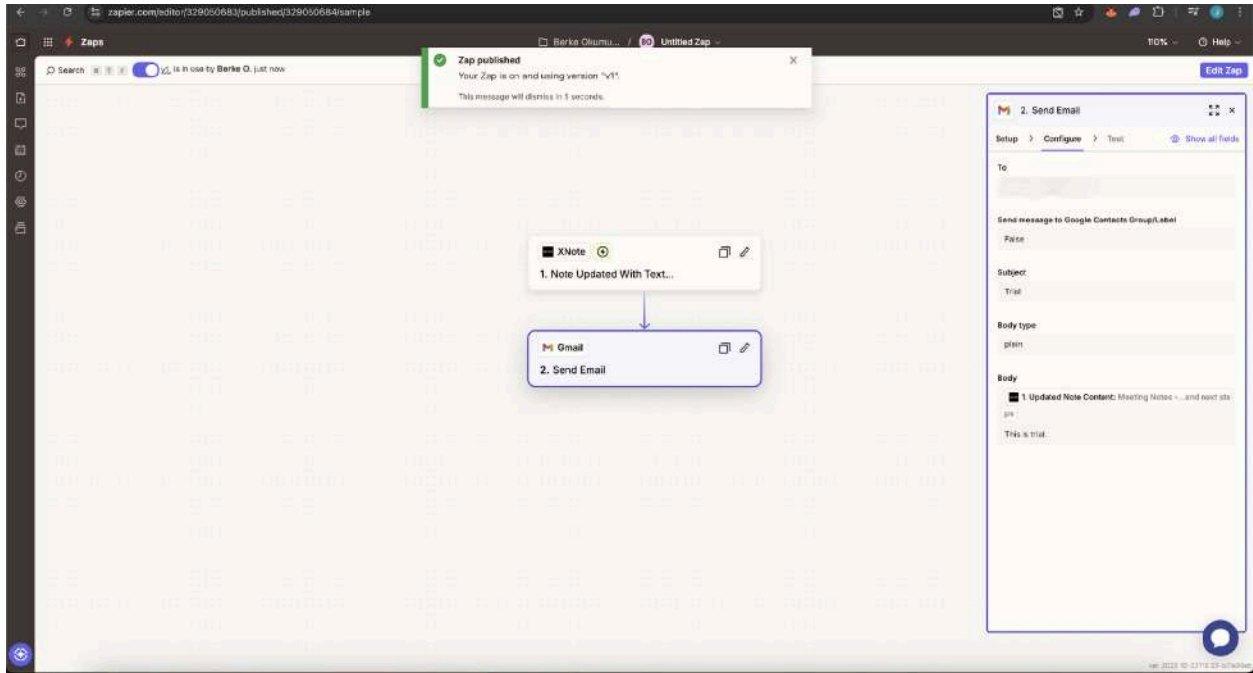 zapier.com/editor/329050683/published/329050684/sample
Zaps
Berke Okumu... / BO Untitled Zap
110%
Help
Search
v1. is in use by Berke O. just now
Edit Zap
Zap published
Your Zap is on and using version "v1".
This message will dismiss in 5 seconds.
XNote
1. Note Updated With Text...
Gmail
2. Send Email
2. Send Email
Setup > Configure > Test
Show all fields
To
Send message to Google Contacts Group/Label
False
Subject
Trial
Body type
plain
Body
1. Updated Note Content: Meeting Notes -...and next ste
ps
This is trial.